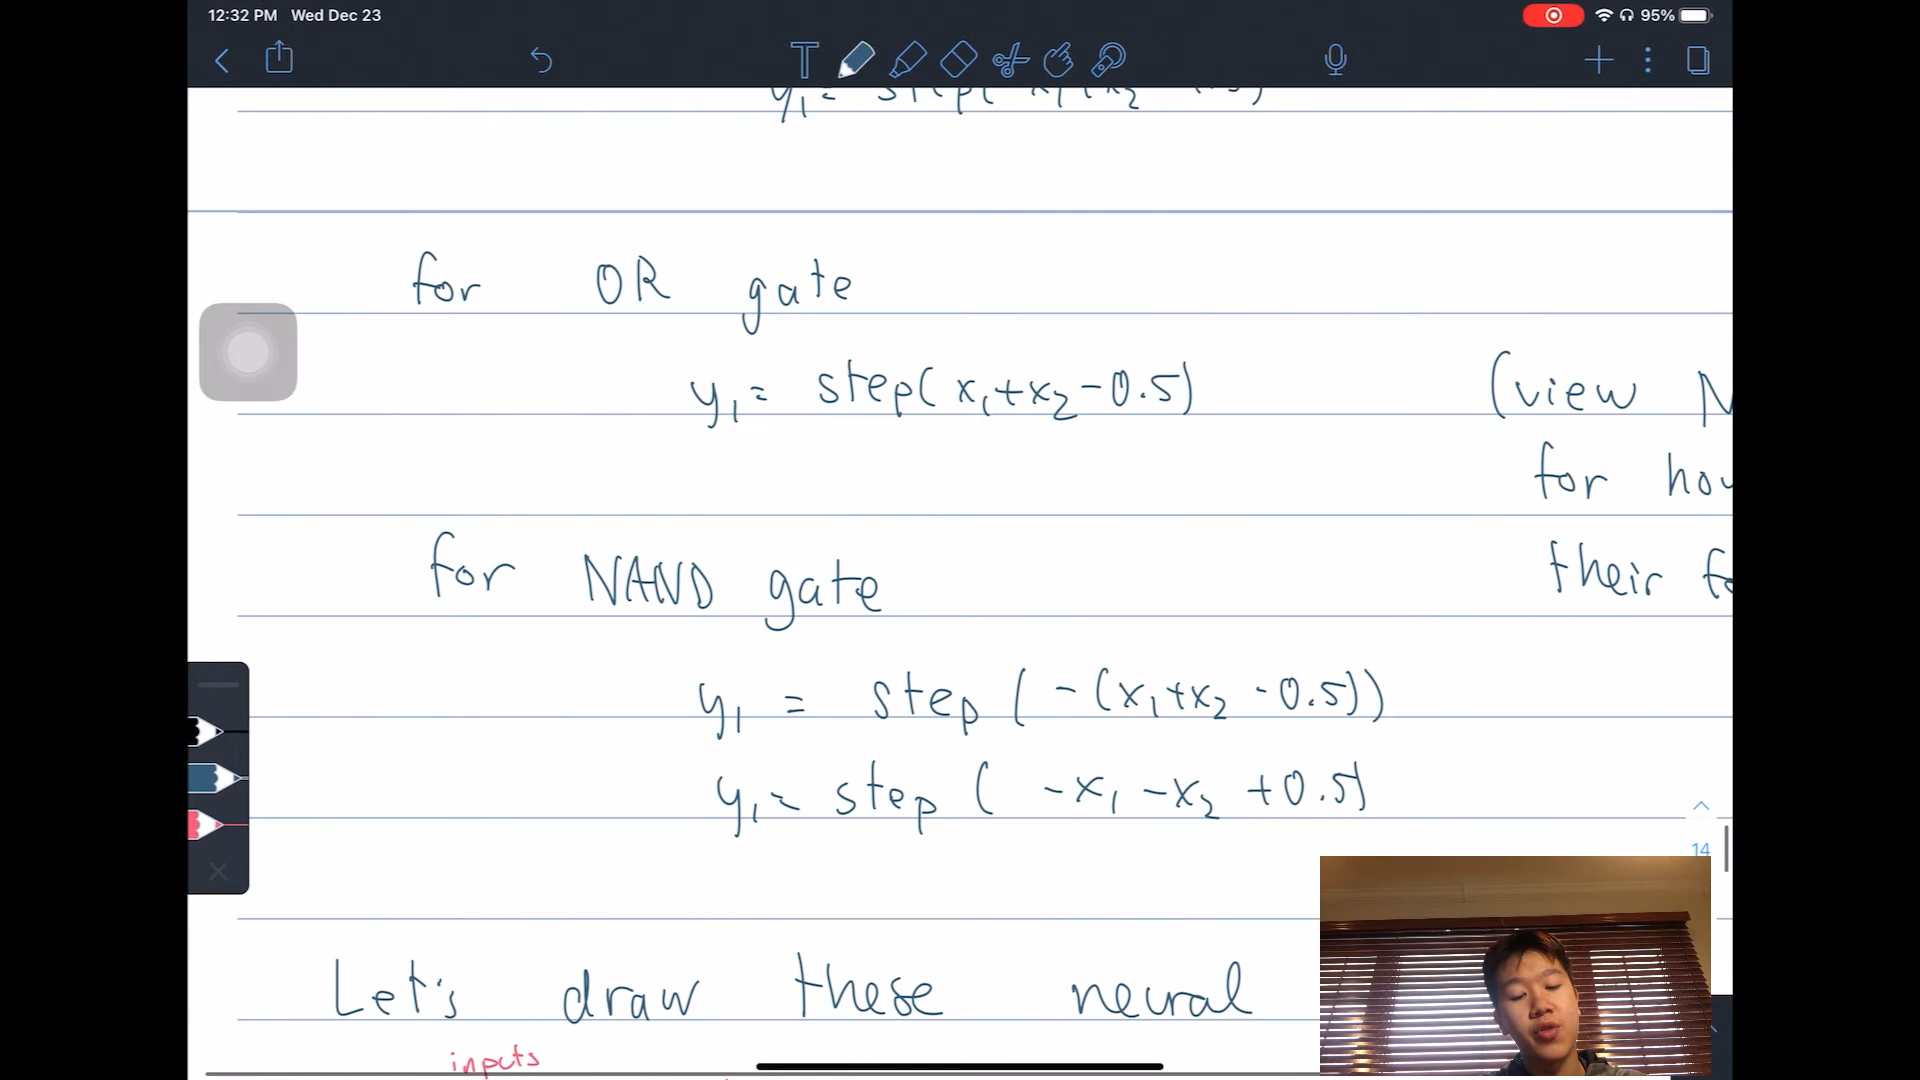 12:32 PM Wed Dec 23
95%
T
for OR gate
y₁= step(x₁+x₂-0.5)
(view
for
their
for NAND gate
y₁ = step (-(x₁+x₂-0.5))
y₁= step ( -x₁ -x₂ +0.5)
14
Let's draw these neural
inputs